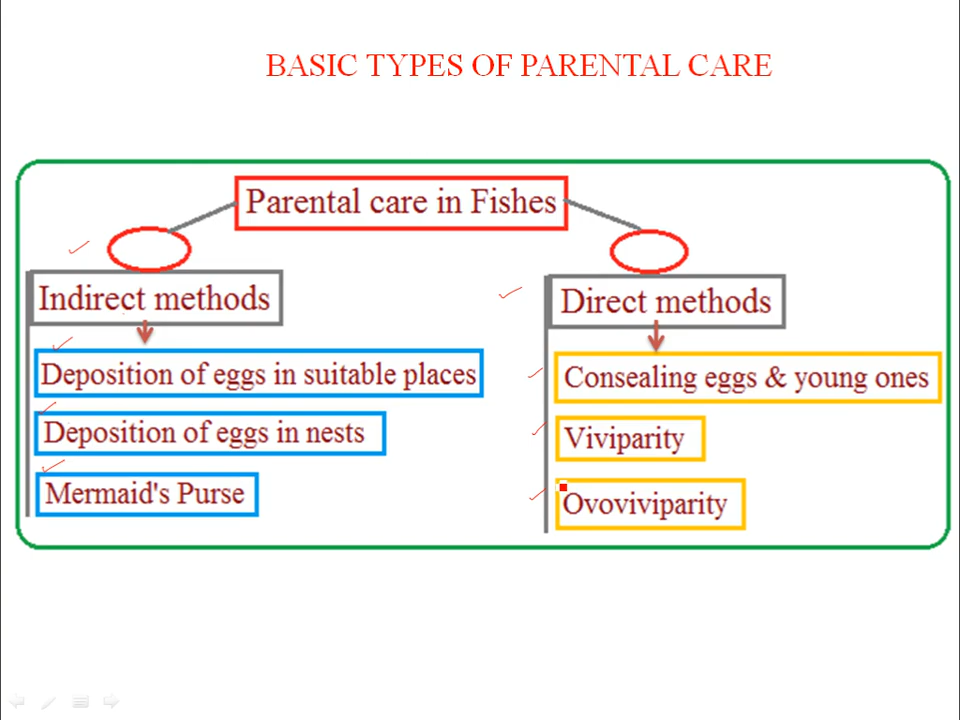 BASIC TYPES OF PARENTAL CARE
Parental care in Fishes
Indirect methods
Deposition of eggs in suitable places
Deposition of eggs in nests
Mermaid's Purse
Direct methods
Consealing eggs & young ones
Viviparity
Ovoviviparity